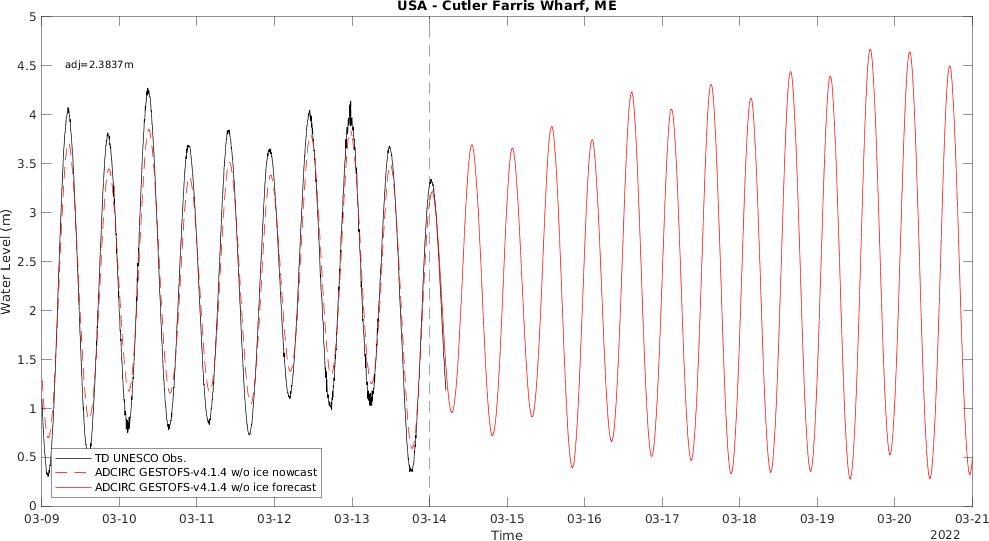 USA - Cutler Farris Wharf, ME
5
4.5
adj=2.3837m
4
3.5
3
2.5
2
1.5
1
0.5
0
Water Level (m)
TD UNESCO Obs.
ADCIRC GESTOFS-v4.1.4 w/o ice nowcast
ADCIRC GESTOFS-v4.1.4 w/o ice forecast
03-09 03-10 03-11 03-12 03-13 03-14 03-15 03-16 03-17 03-18 03-19 03-20 03-21
Time
2022